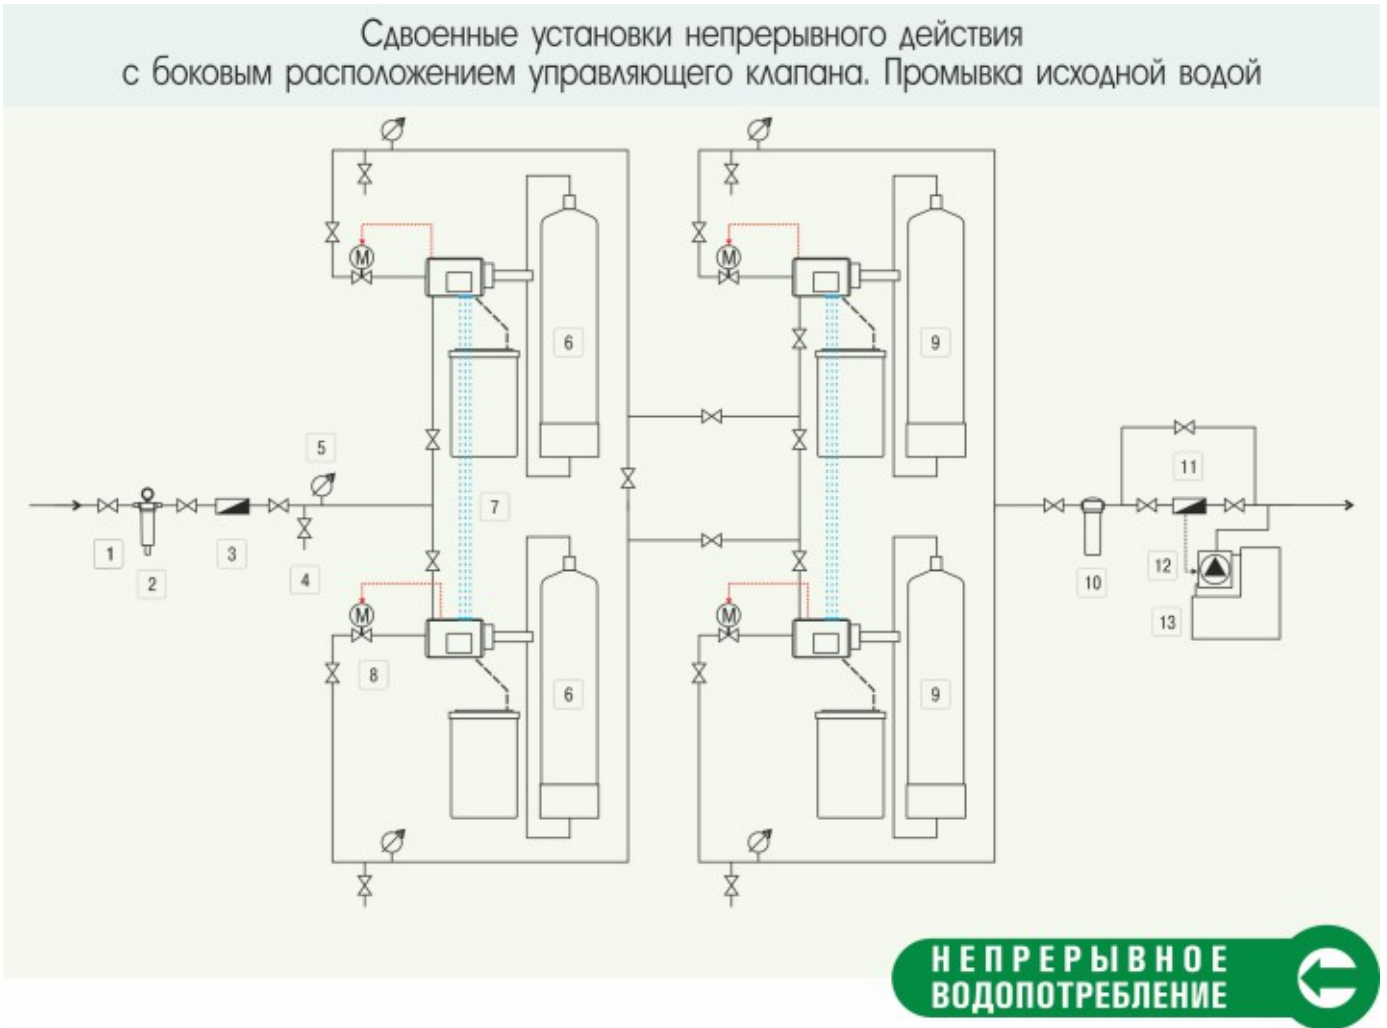 Сдвоенные установки непрерывного действия
с боковым расположением управляющего клапана. Промывка исходной водой
M
M
6
9
5
11
7
1
2
3
4
12
10
13
M
M
8
6
9
НЕПРЕРЫВНОЕ
ВОДОПОТРЕБЛЕНИЕ